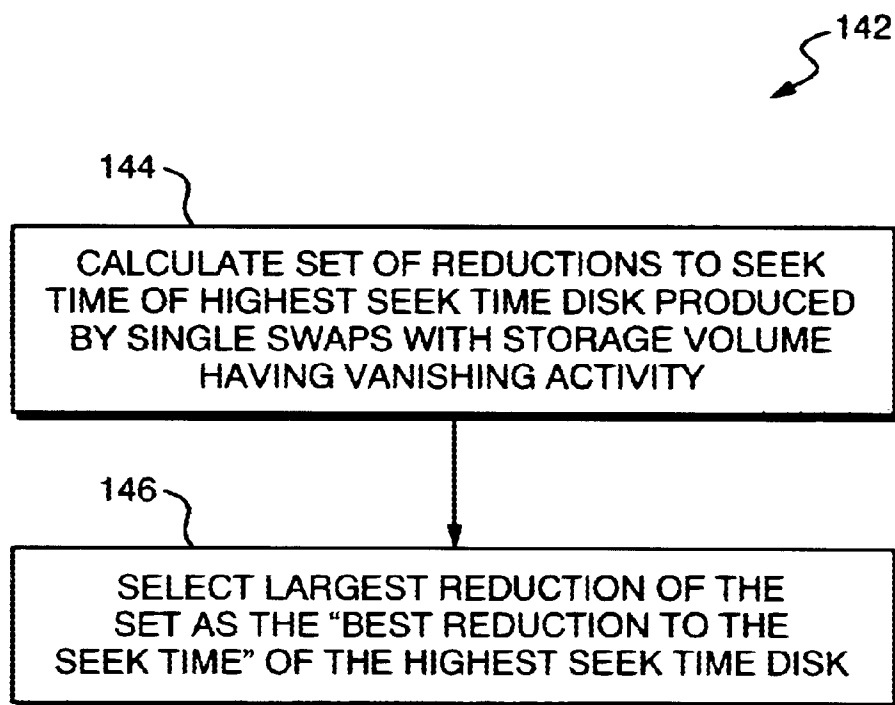 142
144
CALCULATE SET OF REDUCTIONS TO SEEK
TIME OF HIGHEST SEEK TIME DISK PRODUCED
BY SINGLE SWAPS WITH STORAGE VOLUME
HAVING VANISHING ACTIVITY
146
SELECT LARGEST REDUCTION OF THE
SET AS THE “BEST REDUCTION TO THE
SEEK TIME” OF THE HIGHEST SEEK TIME DISK